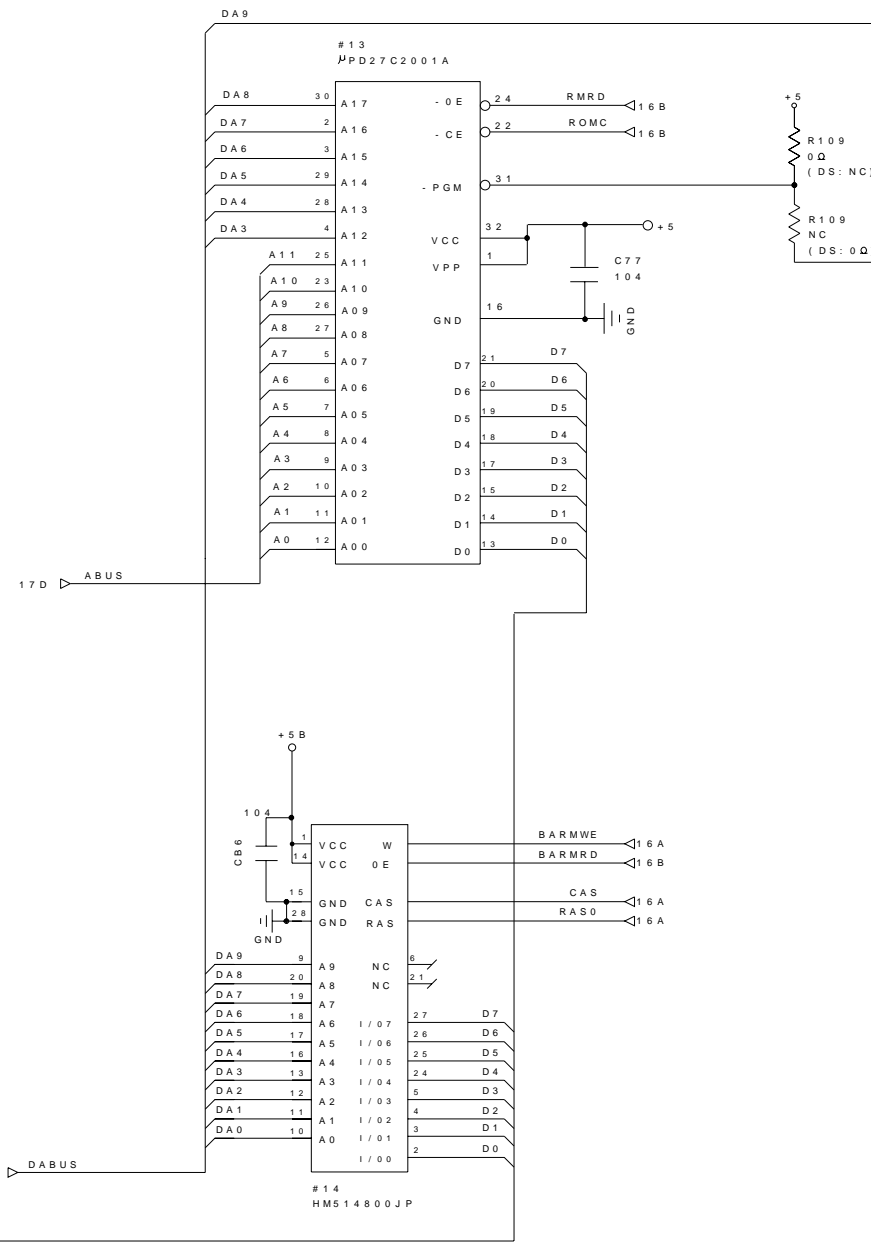 DA9
#13
µPD27C2001A
DA8 30 A17 -OE 24 RMRD 16B
DA7 2 A16 -CE 22 ROMC 16B
DA6 3 A15
DA5 29 A14 -PGM 31
DA4 28 A13
DA3 4 A12 VCC 32 +5
A11 25 A11 VPP 1
A10 23 A10
A9 26 A09
A8 27 A08 GND 16 GND
A7 5 A07 D7 21 D7
A6 6 A06 D6 20 D6
A5 7 A05 D5 19 D5
A4 8 A04 D4 18 D4
A3 9 A03 D3 17 D3
A2 10 A02 D2 15 D2
A1 11 A01 D1 14 D1
A0 12 A00 D0 13 D0
+5
R109
0Ω
(DS:NC)
R109
NC
(DS:0Ω
C77
104
17D ABUS
+5B
104
CB6
1 VCC W BARMWE 16A
14 VCC OE BARMRD 16B
15 GND CAS CAS 16A
28 GND RAS RAS0 16A
GND
DA9 9 A9 NC 6
DA8 20 A8 NC 21
DA7 19 A7
DA6 18 A6 I/O7 27 D7
DA5 17 A5 I/O6 26 D6
DA4 16 A4 I/O5 25 D5
DA3 13 A3 I/O4 24 D4
DA2 12 A2 I/O3 5 D3
DA1 11 A1 I/O2 4 D2
DA0 10 A0 I/O1 3 D1
I/O0 2 D0
DABUS
#14
HM514800JP